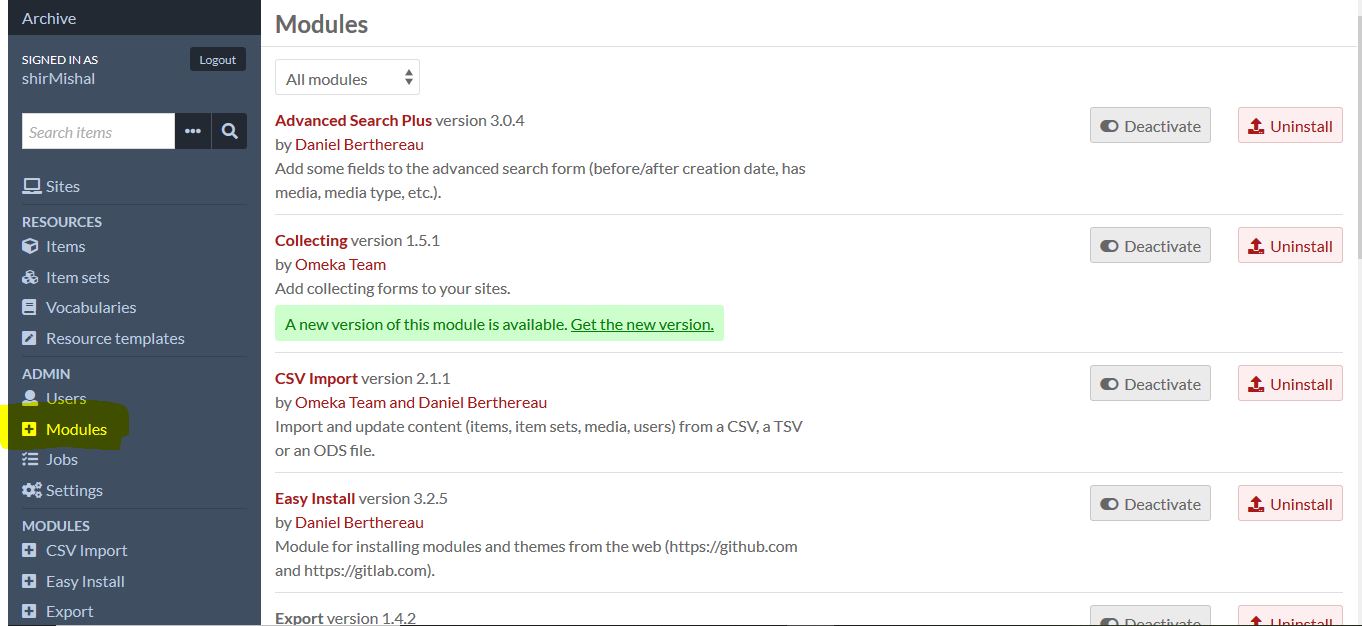 Archive
SIGNED IN AS
shirMishal
Logout
Search items
Sites
RESOURCES
Items
Item sets
Vocabularies
Resource templates
ADMIN
Users
Modules
Jobs
Settings
MODULES
CSV Import
Easy Install
Export
Modules
All modules
Advanced Search Plus version 3.0.4
by Daniel Berthereau
Add some fields to the advanced search form (before/after creation date, has
media, media type, etc.).
Deactivate
Uninstall
Collecting version 1.5.1
by Omeka Team
Add collecting forms to your sites.
A new version of this module is available. Get the new version.
Deactivate
Uninstall
CSV Import version 2.1.1
by Omeka Team and Daniel Berthereau
Import and update content (items, item sets, media, users) from a CSV, a TSV
or an ODS file.
Deactivate
Uninstall
Easy Install version 3.2.5
by Daniel Berthereau
Module for installing modules and themes from the web (https://github.com
and https://gitlab.com).
Deactivate
Uninstall
Export version 1.4.2
Deactivate
Uninstall